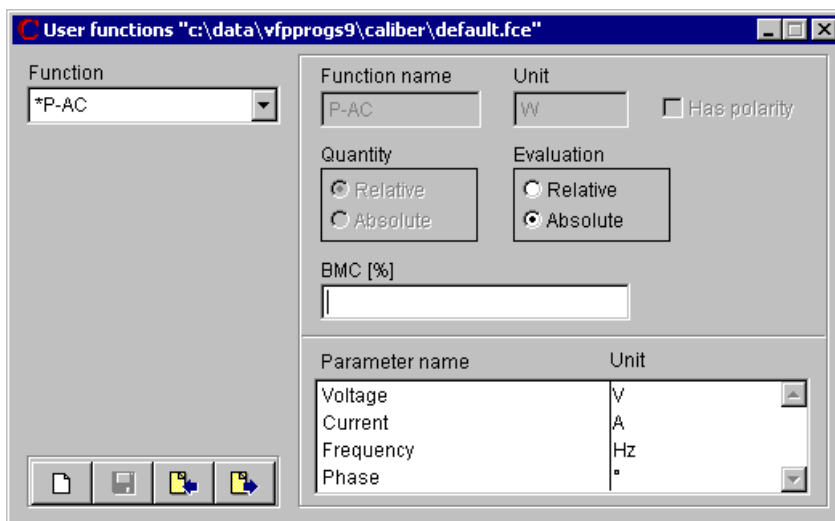 User functions "c:\data\vfpprogs9\caliber\default.fce"
Function
*P-AC
Function name Unit
P-AC W Has polarity
Quantity Evaluation
Relative Relative
Absolute Absolute
BMC [%]
Parameter name Unit
Voltage V
Current A
Frequency Hz
Phase °